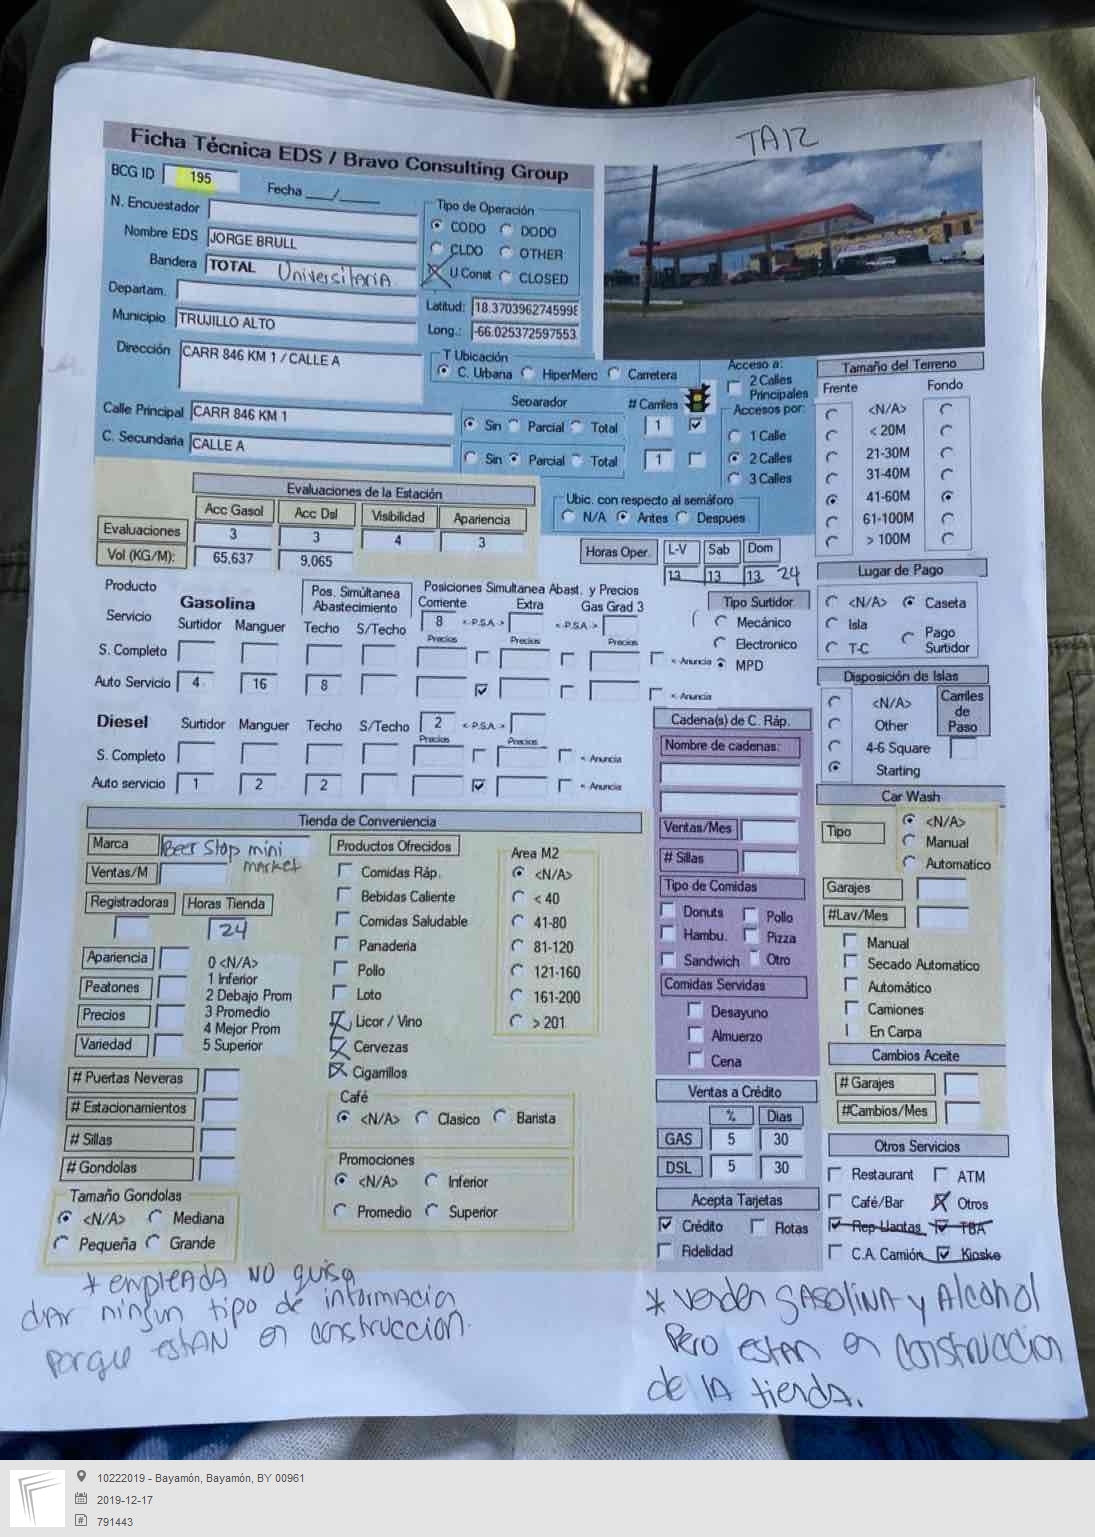 TA12
Ficha Técnica EDS / Bravo Consulting Group
BCG ID 195
Fecha ___/_____
N. Encuestador
Nombre EDS JORGE BRULL
Bandera TOTAL Universitaria
Departam.
Municipio TRUJILLO ALTO
Dirección CARR 846 KM 1 / CALLE A
Calle Principal CARR 846 KM 1
C. Secundaria CALLE A
Tipo de Operación
CODO DODO
CLDO OTHER
U Const CLOSED
Latitud: 18.3703962745998
Long.: -66.025372597553
T Ubicación
C. Urbana HiperMerc Carretera
Separador # Carriles
Sin Parcial Total 1
Sin Parcial Total 1
Acceso a:
2 Calles
Principales
Accesos por:
1 Calle
2 Calles
3 Calles
Ubic. con respecto al semáforo
N/A Antes Despues
Tamaño del Terreno
Frente Fondo
<N/A>
< 20M
21-30M
31-40M
41-60M
61-100M
> 100M
Evaluaciones de la Estación
Acc Gasol Acc Dsl Visibilidad Apariencia
Evaluaciones 3 3 4 3
Vol (KG/M): 65,637 9,065
Horas Oper. L-V Sab Dom
13 13 13 24
Lugar de Pago
<N/A> Caseta
Isla Pago
T-C Surtidor
Producto
Servicio
Gasolina
Pos. Simúltanea
Abastecimiento
Posiciones Simultanea Abast. y Precios
Corriente Extra Gas Grad 3
8 <-P.S.A.-> <-P.S.A.->
Surtidor Manguer Techo S/Techo Precios Precios Precios
S. Completo <- Anuncia
Auto Servicio 4 16 8 <- Anuncia
Tipo Surtidor
Mecánico
Electronico
MPD
Diesel Surtidor Manguer Techo S/Techo 2 <-P.S.A.->
Precios Precios
S. Completo <- Anuncia
Auto servicio 1 2 2 <- Anuncia
Disposición de Islas
<N/A>
Other
4-6 Square
Starting
Carriles
de
Paso
Cadena(s) de C. Ráp.
Nombre de cadenas:
Ventas/Mes
# Sillas
Tipo de Comidas
Donuts Pollo
Hambu. Pizza
Sandwich Otro
Comidas Servidas
Desayuno
Almuerzo
Cena
Car Wash
Tipo
<N/A>
Manual
Automatico
Garajes
#Lav/Mes
Manual
Secado Automatico
Automático
Camiones
En Carpa
Cambios Aceite
# Garajes
#Cambios/Mes
Tienda de Conveniencia
Marca Beer Stop mini
market
Ventas/M
Registradoras Horas Tienda
24
Apariencia
Peatones
Precios
Variedad
0 <N/A>
1 Inferior
2 Debajo Prom
3 Promedio
4 Mejor Prom
5 Superior
# Puertas Neveras
# Estacionamientos
# Sillas
# Gondolas
Tamaño Gondolas
<N/A> Mediana
Pequeña Grande
Productos Ofrecidos
Comidas Ráp.
Bebidas Caliente
Comidas Saludable
Panaderia
Pollo
Loto
Licor / Vino
Cervezas
Cigarrillos
Area M2
<N/A>
< 40
41-80
81-120
121-160
161-200
> 201
Café
<N/A> Clasico Barista
Promociones
<N/A> Inferior
Promedio Superior
Ventas a Crédito
% Dias
GAS 5 30
DSL 5 30
Acepta Tarjetas
Crédito Flotas
Fidelidad
Otros Servicios
Restaurant ATM
Café/Bar Otros
Rep Llantas TBA
C.A. Camión Kioske
* empleada no quiso
dar ningun tipo de informacia
porque estan en construccion.
* venden gasolina y Alcohol
Pero estan en construccion
de la tienda.
10222019 - Bayamón, Bayamón, BY 00961
2019-12-17
791443